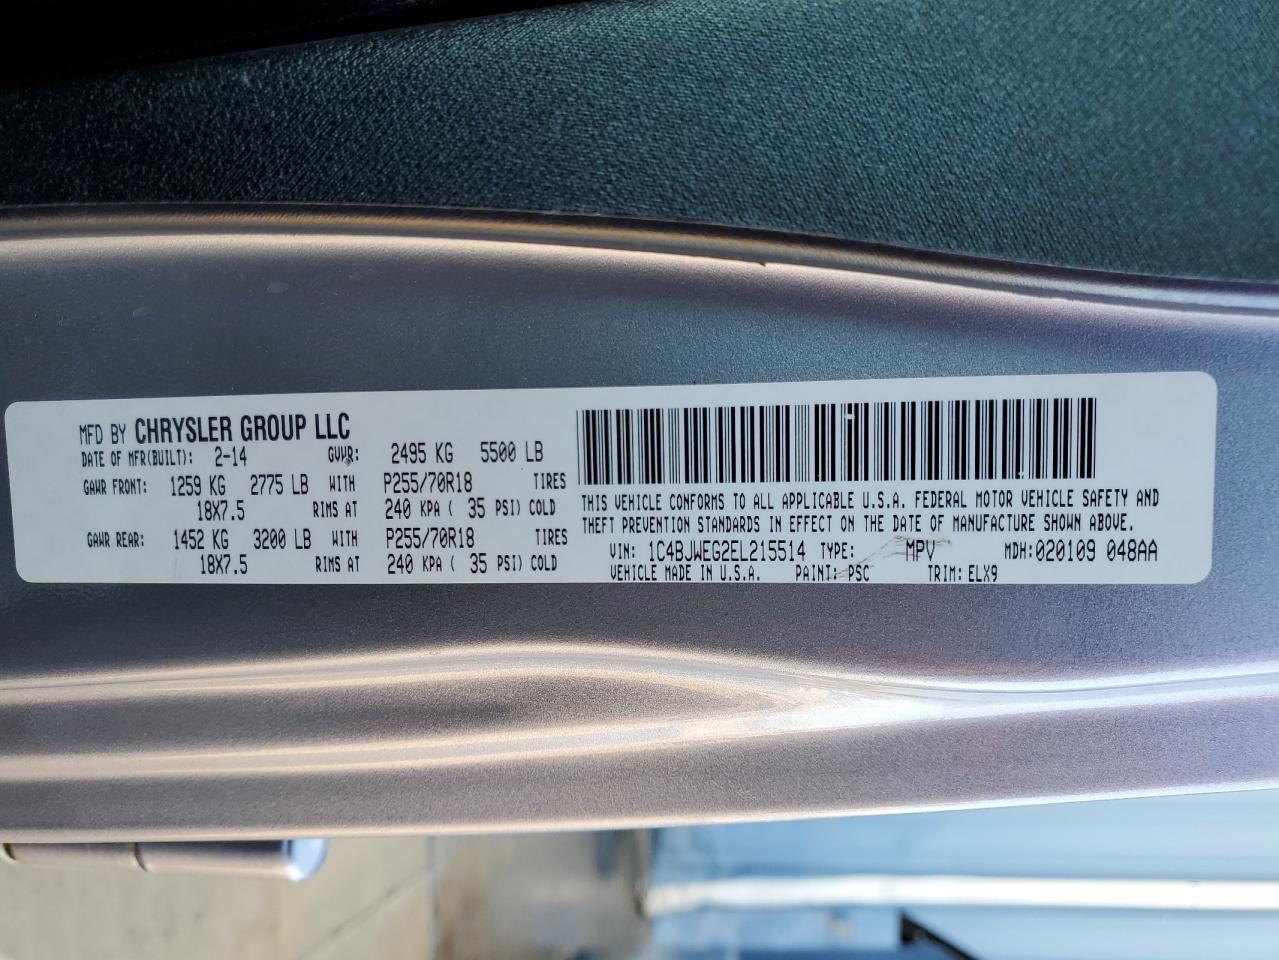 MFD BY CHRYSLER GROUP LLC
DATE OF MFR(BUILT): 2-14 GVWR: 2495 KG 5500 LB
GAWR FRONT: 1259 KG 2775 LB WITH P255/70R18 TIRES
18X7.5 RIMS AT 240 KPA ( 35 PSI) COLD
GAWR REAR: 1452 KG 3200 LB WITH P255/70R18 TIRES
18X7.5 RIMS AT 240 KPA ( 35 PSI) COLD
THIS VEHICLE CONFORMS TO ALL APPLICABLE U.S.A. FEDERAL MOTOR VEHICLE SAFETY AND
THEFT PREVENTION STANDARDS IN EFFECT ON THE DATE OF MANUFACTURE SHOWN ABOVE.
VIN: 1C4BJWEG2EL215514 TYPE: MPV MDH:020109 048AA
VEHICLE MADE IN U.S.A. PAINT: PSC TRIM: ELX9